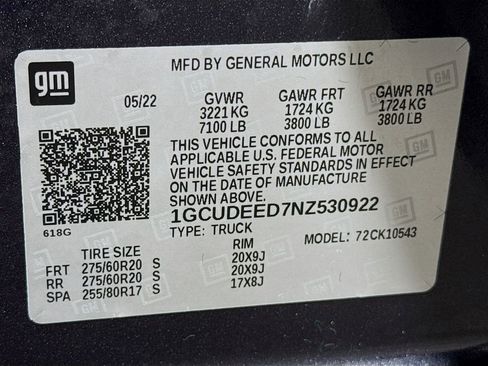 gm
MFD BY GENERAL MOTORS LLC
05/22 GVWR GAWR FRT GAWR RR
3221 KG 1724 KG 1724 KG
7100 LB 3800 LB 3800 LB
THIS VEHICLE CONFORMS TO ALL
APPLICABLE U.S. FEDERAL MOTOR
VEHICLE SAFETY STANDARDS IN EFFECT
ON THE DATE OF MANUFACTURE
SHOWN ABOVE.
1GCUDEED7NZ530922
618G TYPE: TRUCK MODEL: 72CK10543
TIRE SIZE RIM
FRT 275/60R20 S 20X9J
RR 275/60R20 S 20X9J
SPA 255/80R17 S 17X8J